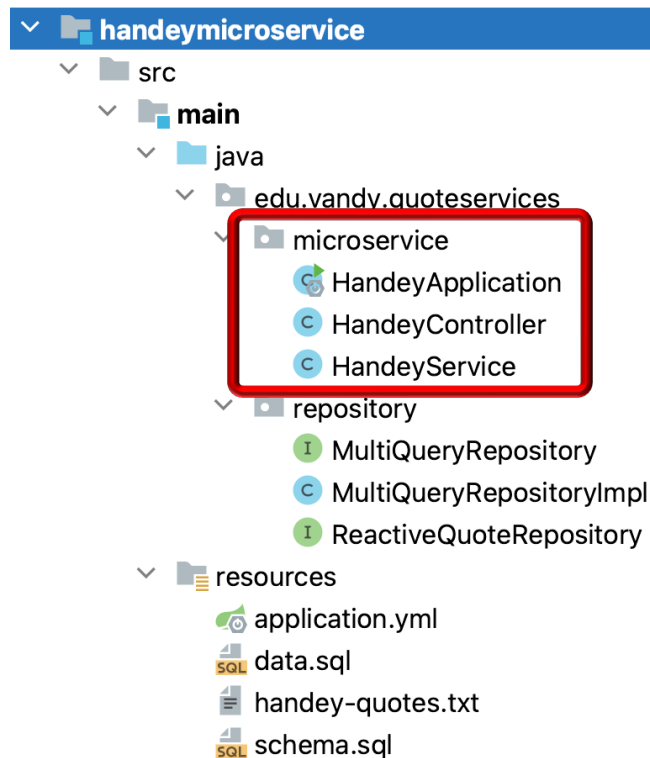 handeymicroservice
src
main
java
edu.vandy.quoteservices
microservice
C HandeyApplication
C HandeyController
C HandeyService
repository
I MultiQueryRepository
C MultiQueryRepositoryImpl
I ReactiveQuoteRepository
resources
application.yml
SQL data.sql
handey-quotes.txt
SQL schema.sql